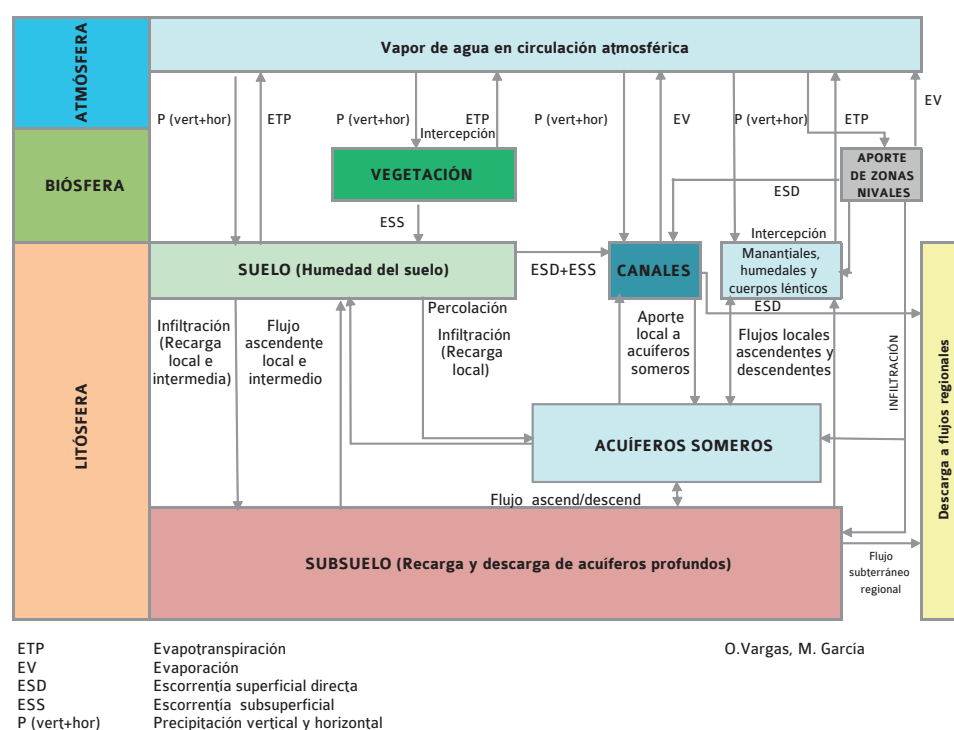 ATMÓSFERA
Vapor de agua en circulación atmosférica
P (vert+hor)
ETP
P (vert+hor)
ETP
Intercepción
P (vert+hor)
EV
P (vert+hor)
ETP
EV
BIÓSFERA
VEGETACIÓN
APORTE
DE ZONAS
NIVALES
ESD
ESS
LITÓSFERA
SUELO (Humedad del suelo)
ESD+ESS
CANALES
Intercepción
Manantiales,
humedales y
cuerpos lénticos
ESD
Infiltración
(Recarga
local e
intermedia)
Flujo
ascendente
local e
intermedio
Percolación
Infiltración
(Recarga
local)
Aporte
local a
acuíferos
someros
Flujos locales
ascendentes y
descendentes
INFILTRACIÓN
Descarga a flujos regionales
ACUÍFEROS SOMEROS
Flujo ascend/descend
SUBSUELO (Recarga y descarga de acuíferos profundos)
Flujo
subterráneo
regional
ETP Evapotranspiración
O.Vargas, M. García
EV Evaporación
ESD Escorrentía superficial directa
ESS Escorrentía subsuperficial
P (vert+hor) Precipitación vertical y horizontal